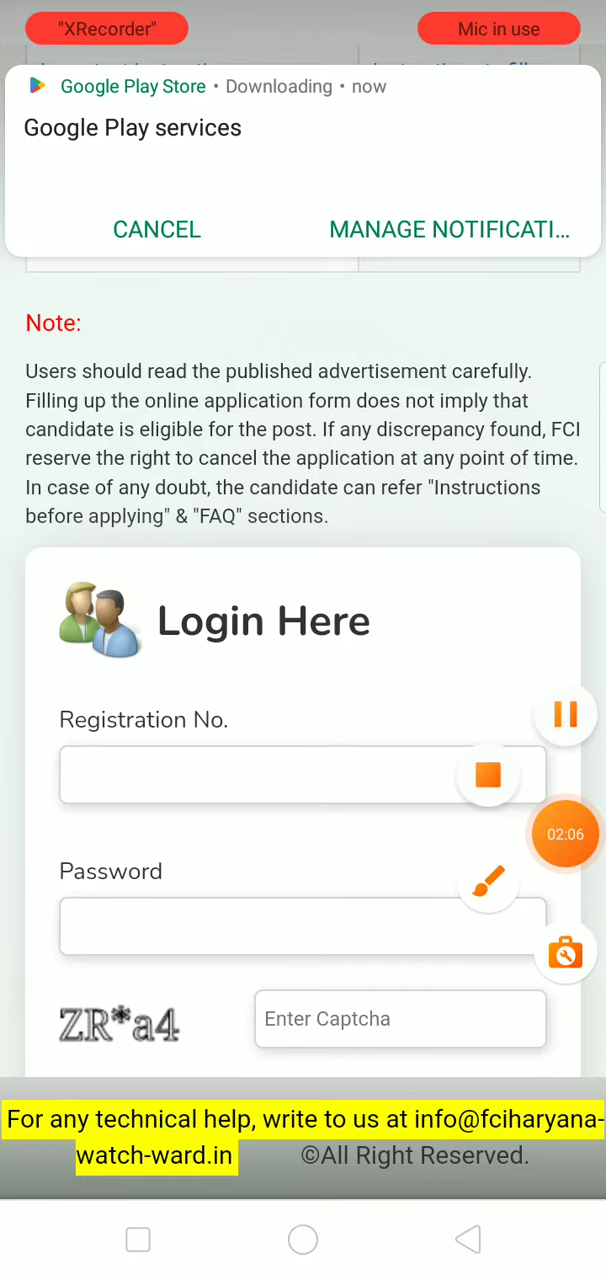 "XRecorder"
Mic in use
Google Play Store • Downloading • now
Google Play services
CANCEL
MANAGE NOTIFICATI...
Note:
Users should read the published advertisement carefully.
Filling up the online application form does not imply that
candidate is eligible for the post. If any discrepancy found, FCI
reserve the right to cancel the application at any point of time.
In case of any doubt, the candidate can refer "Instructions
before applying" & "FAQ" sections.
Login Here
Registration No.
02:06
Password
ZR*a4
Enter Captcha
For any technical help, write to us at info@fciharyana-
watch-ward.in
©All Right Reserved.